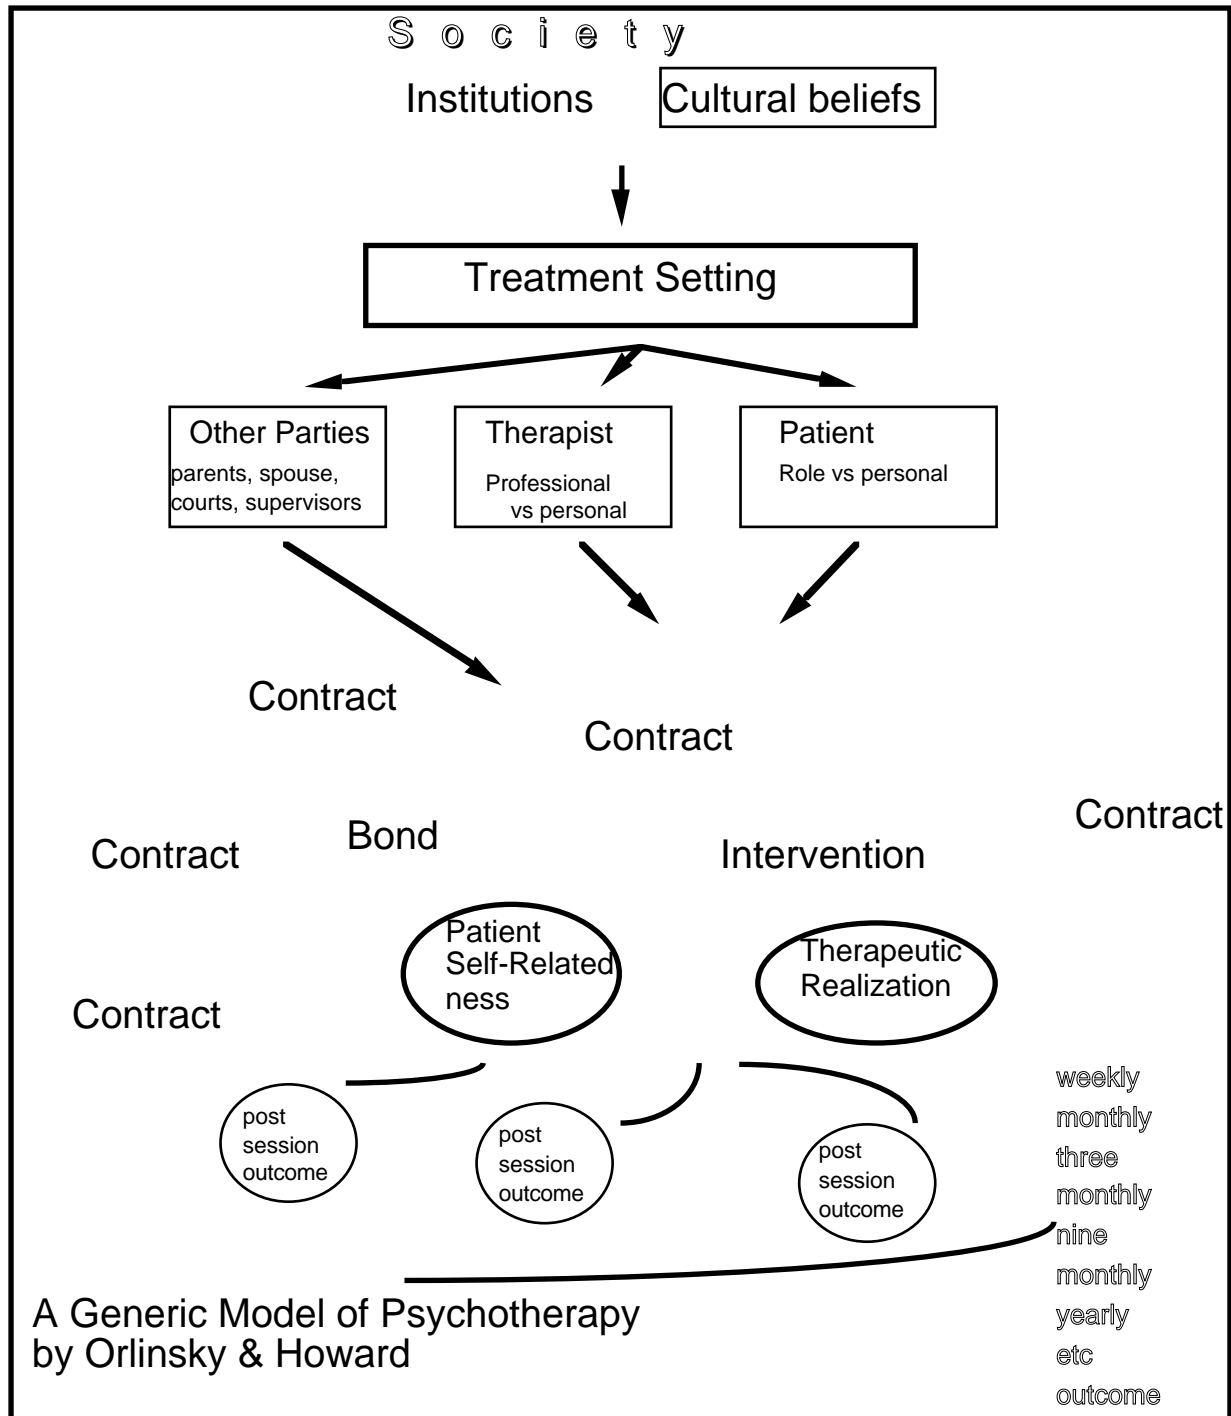 S o c i e t y
Institutions
Cultural beliefs
Treatment Setting
Other Parties
parents, spouse,
courts, supervisors
Therapist
Professional
vs personal
Patient
Role vs personal
Contract
Contract
Contract
Bond
Contract
Intervention
Patient
Self-Related
ness
Therapeutic
Realization
Contract
post
session
outcome
post
session
outcome
post
session
outcome
weekly
monthly
three
monthly
nine
monthly
yearly
etc
outcome
A Generic Model of Psychotherapy
by Orlinsky & Howard